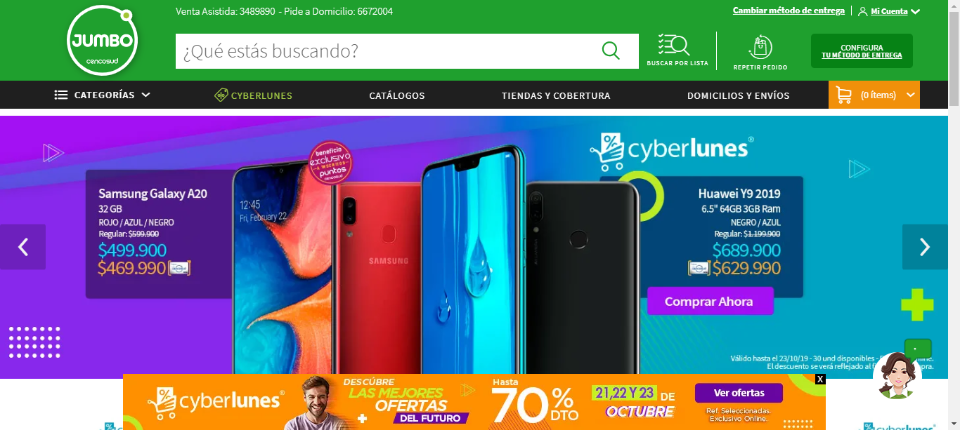 Venta Asistida: 3489890 - Pide a Domicilio: 6672004
Cambiar método de entrega
Mi Cuenta
JUMBO
cencosud
¿Qué estás buscando?
BUSCAR POR LISTA
REPETIR PEDIDO
CONFIGURA
TU MÉTODO DE ENTREGA
CATEGORÍAS
CYBERLUNES
CATÁLOGOS
TIENDAS Y COBERTURA
DOMICILIOS Y ENVÍOS
(0 ítems)
beneficio
exclusivo
puntos
cyberlunes®
Samsung Galaxy A20
32 GB
ROJO / AZUL / NEGRO
Regular: $599.900
$499.900
$469.990
12:45
Fri, February 22
SAMSUNG
Huawei Y9 2019
6.5" 64GB 3GB Ram
NEGRO / AZUL
Regular: $1.199.900
$689.900
$629.990
Comprar Ahora
Válido hasta el 23/10/19 - 30 und disponibles -
El descuento se verá reflejado al
cyberlunes®
DESCÚBRE
LAS MEJORES
OFERTAS
DEL FUTURO
Hasta
70%
DTO
21,22 Y 23
DE
OCTUBRE
Ver ofertas
Ref. Seleccionadas
Exclusivo Online.
X
cyberlunes